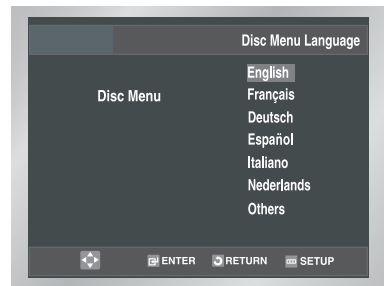 Disc Menu Language
Disc Menu
English
Français
Deutsch
Español
Italiano
Nederlands
Others
ENTER RETURN SETUP